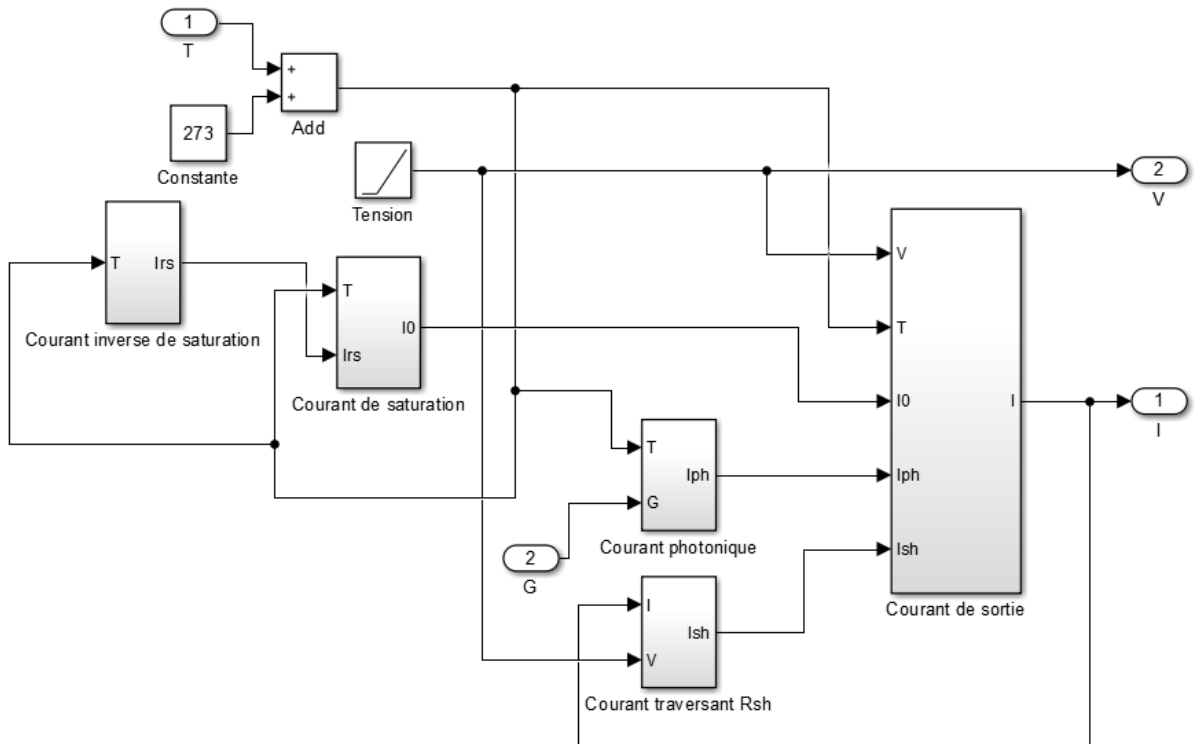 1
T
+
+
Add
273
Constante
Tension
2
V
T
Irs
Courant inverse de saturation
T
Irs
I0
Courant de saturation
V
T
I0
Iph
Ish
I
Courant de sortie
1
I
T
G
Iph
Courant photonique
2
G
I
V
Ish
Courant traversant Rsh